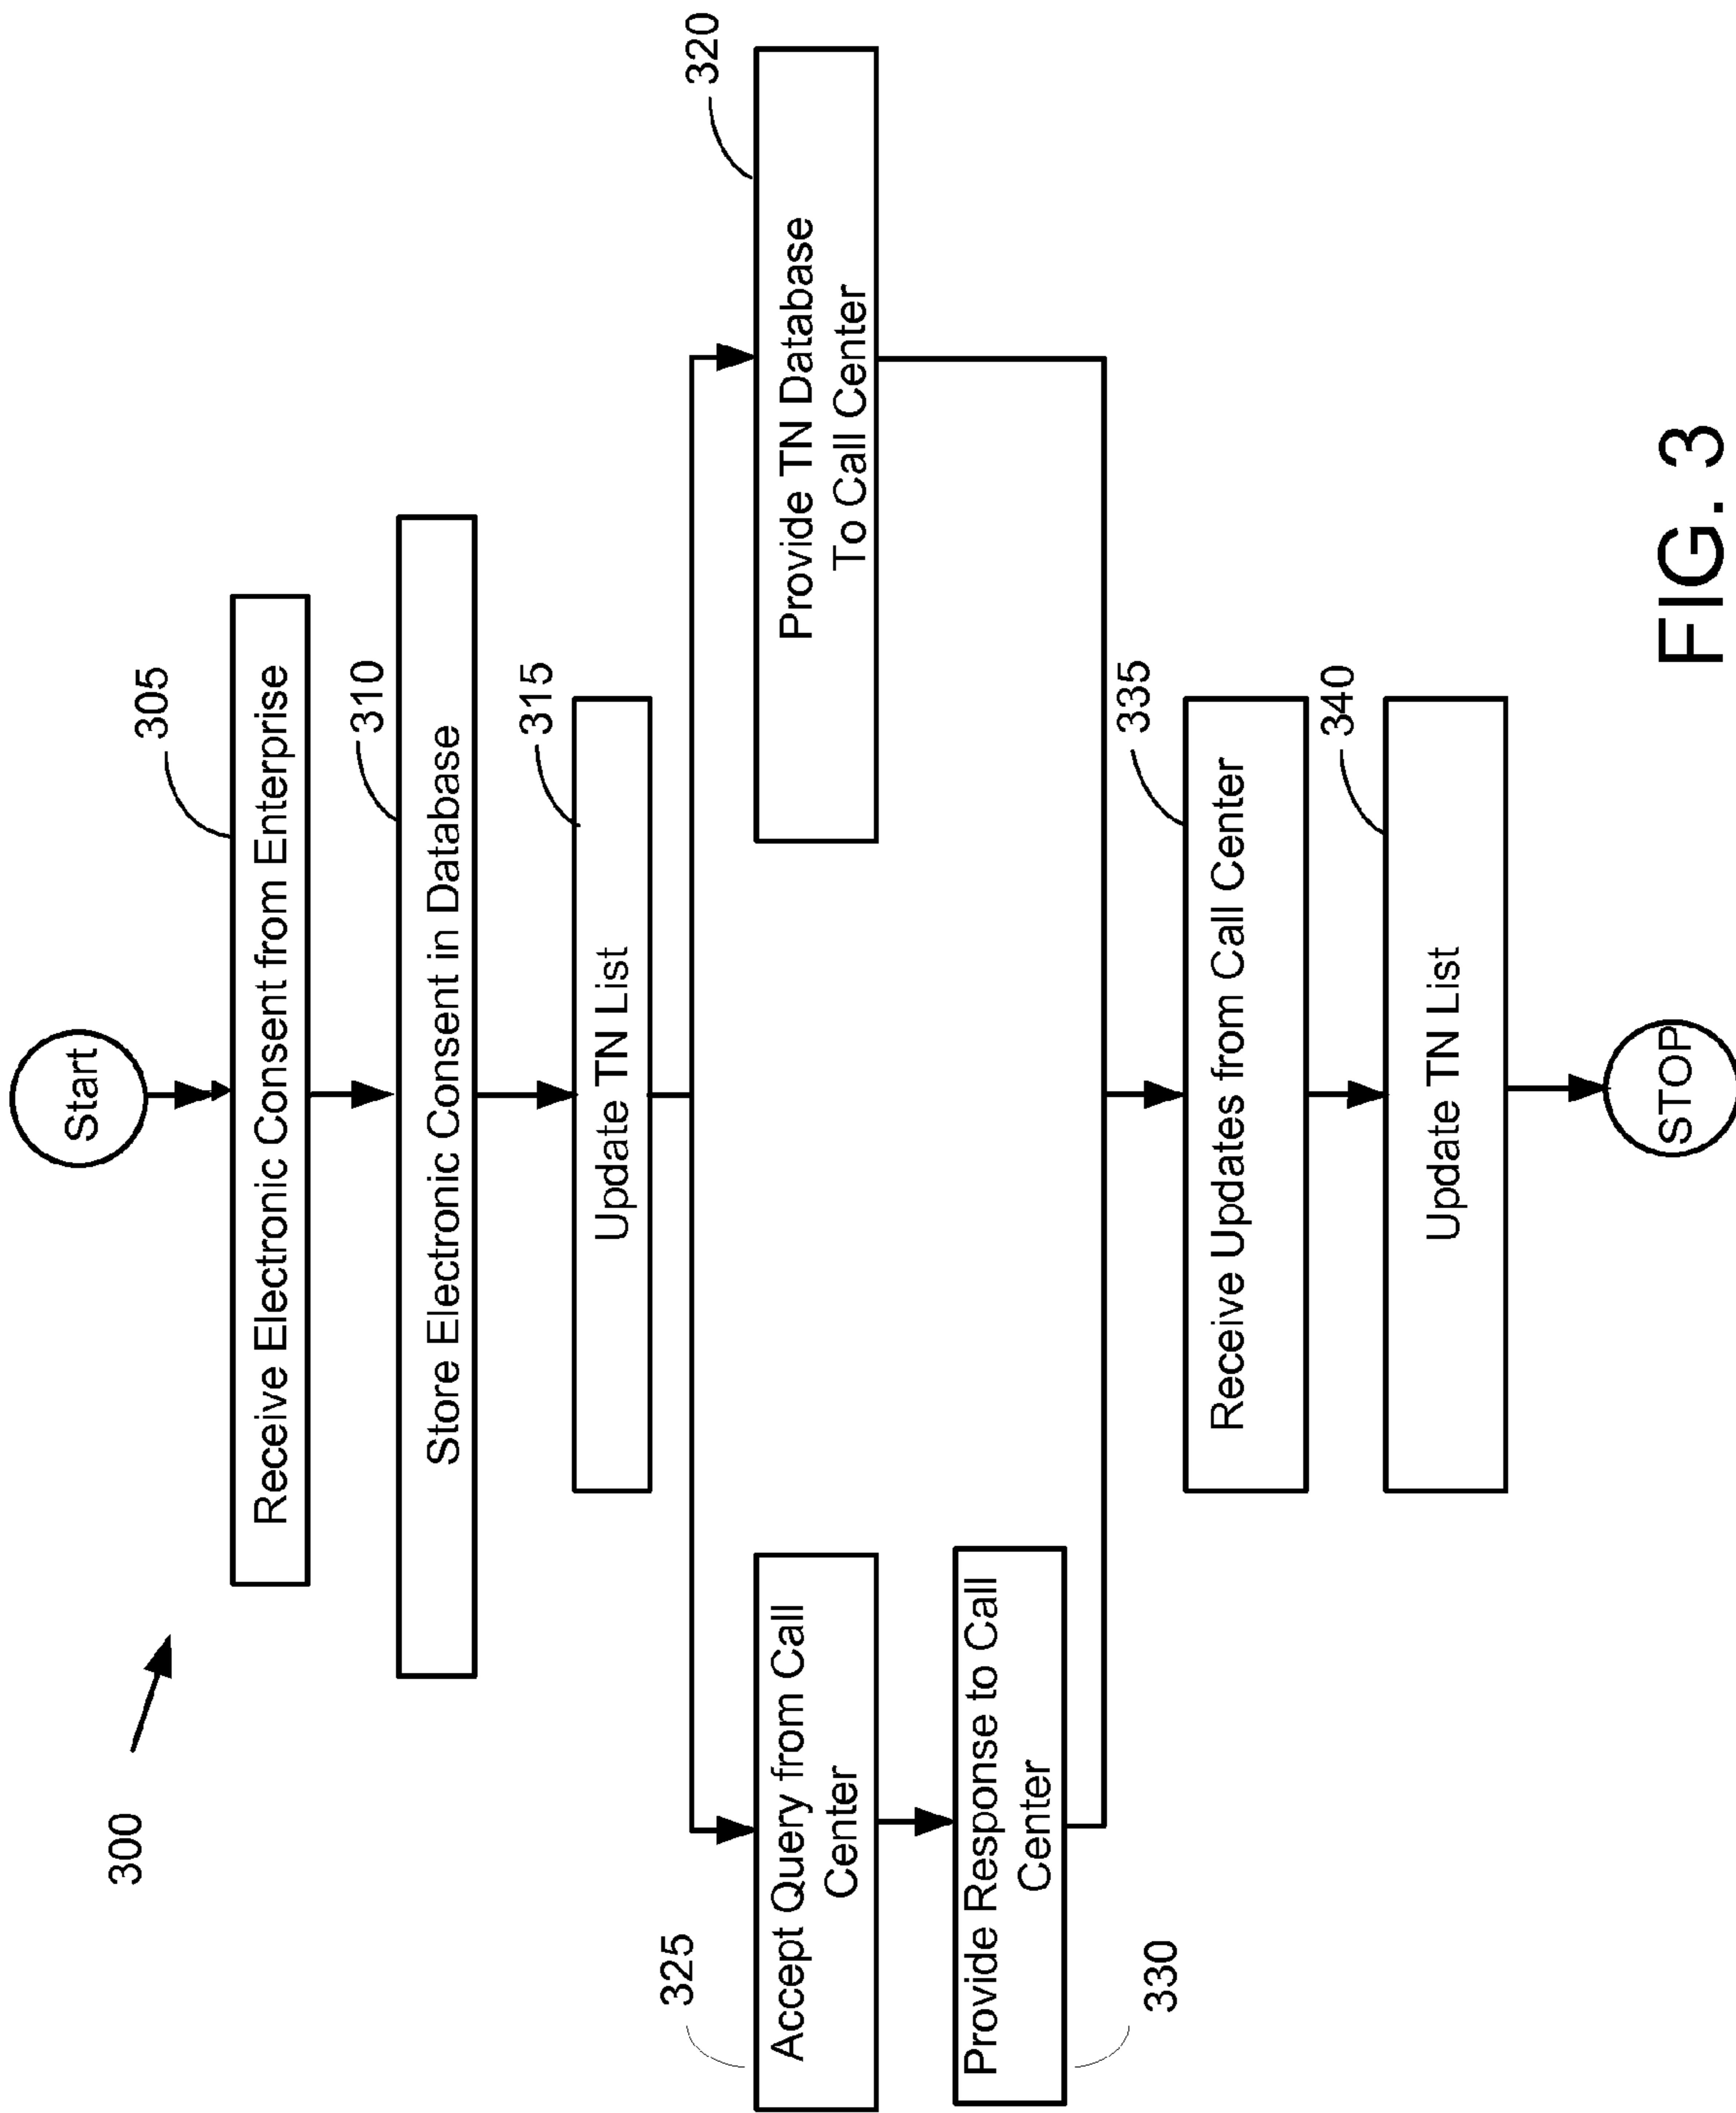 300
Start
305
Receive Electronic Consent from Enterprise
310
Store Electronic Consent in Database
315
Update TN List
325
Accept Query from Call
Center
320
Provide TN Database
To Call Center
Provide Response to Call
Center
330
335
Receive Updates from Call Center
340
Update TN List
STOP
FIG. 3